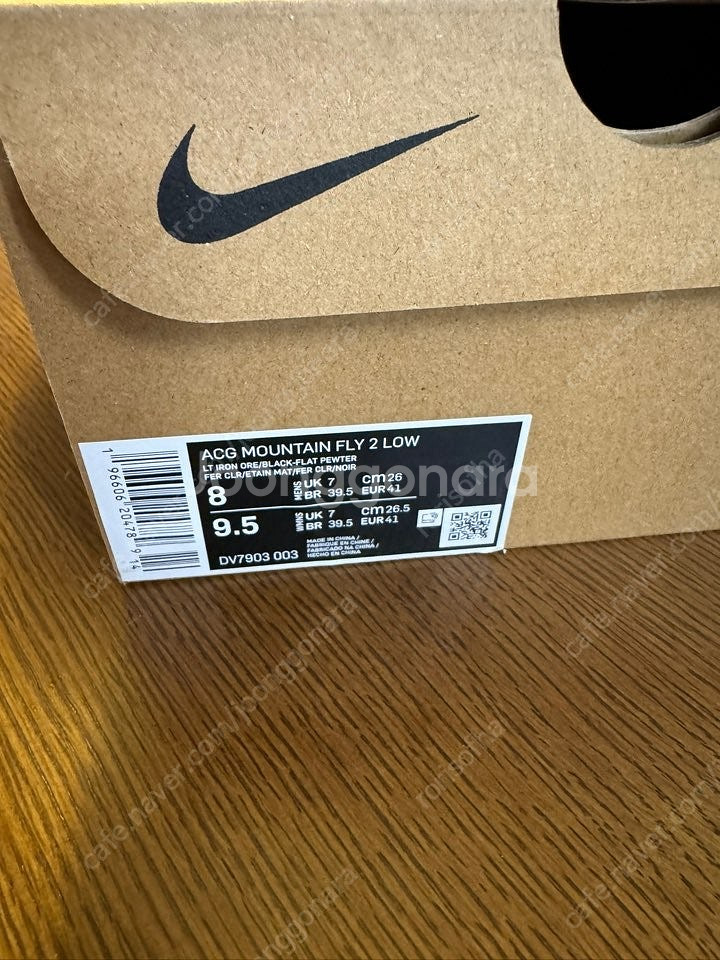 ACG MOUNTAIN FLY 2 LOW
LT IRON ORE/BLACK-FLAT PEWTER
FER CLR/ETAIN MAT/FER CLR/NOIR
8 MENS UK 7 cm 26
BR 39.5 EUR 41
9.5 WMNS UK 7 cm 26.5
BR 39.5 EUR 41
DV7903 003
MADE IN CHINA /
FABRIQUE EN CHINE /
FABRICADO NA CHINA /
HECHO EN CHINA
1 96606 20478 9 14
Joonggonara
cafe.naver.com/joonggonara
rorisofna